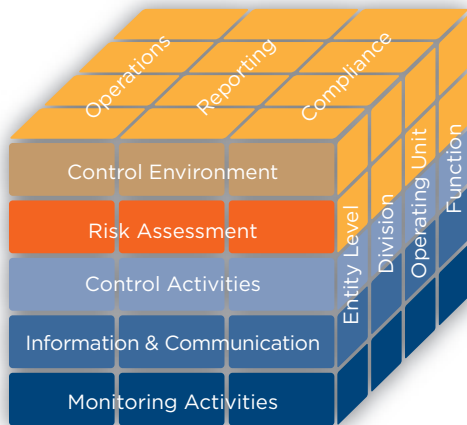 Operations
Reporting
Compliance
Control Environment
Risk Assessment
Control Activities
Information & Communication
Monitoring Activities
Entity Level
Division
Operating Unit
Function